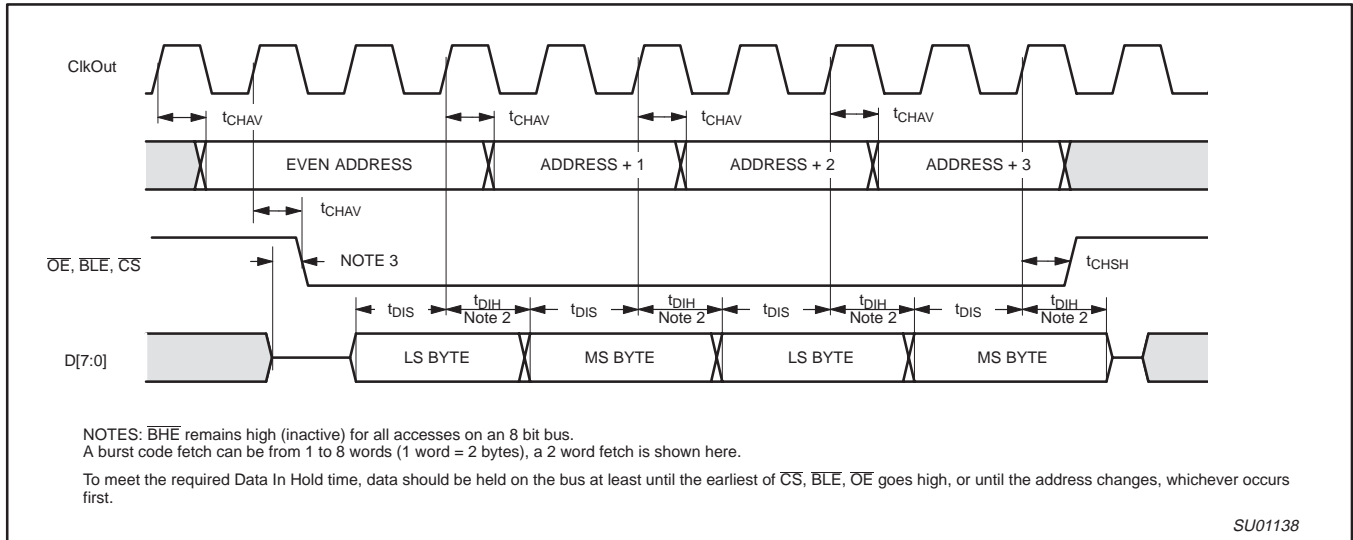 ClkOut
tCHAV tCHAV tCHAV tCHAV
EVEN ADDRESS ADDRESS + 1 ADDRESS + 2 ADDRESS + 3
tCHAV
OE, BLE, CS NOTE 3 tCHSH
tDIS tDIH tDIS tDIH tDIS tDIH tDIS tDIH
Note 2 Note 2 Note 2 Note 2
D[7:0] LS BYTE MS BYTE LS BYTE MS BYTE
NOTES: BHE remains high (inactive) for all accesses on an 8 bit bus.
A burst code fetch can be from 1 to 8 words (1 word = 2 bytes), a 2 word fetch is shown here.
To meet the required Data In Hold time, data should be held on the bus at least until the earliest of CS, BLE, OE goes high, or until the address changes, whichever occurs
first.
SU01138